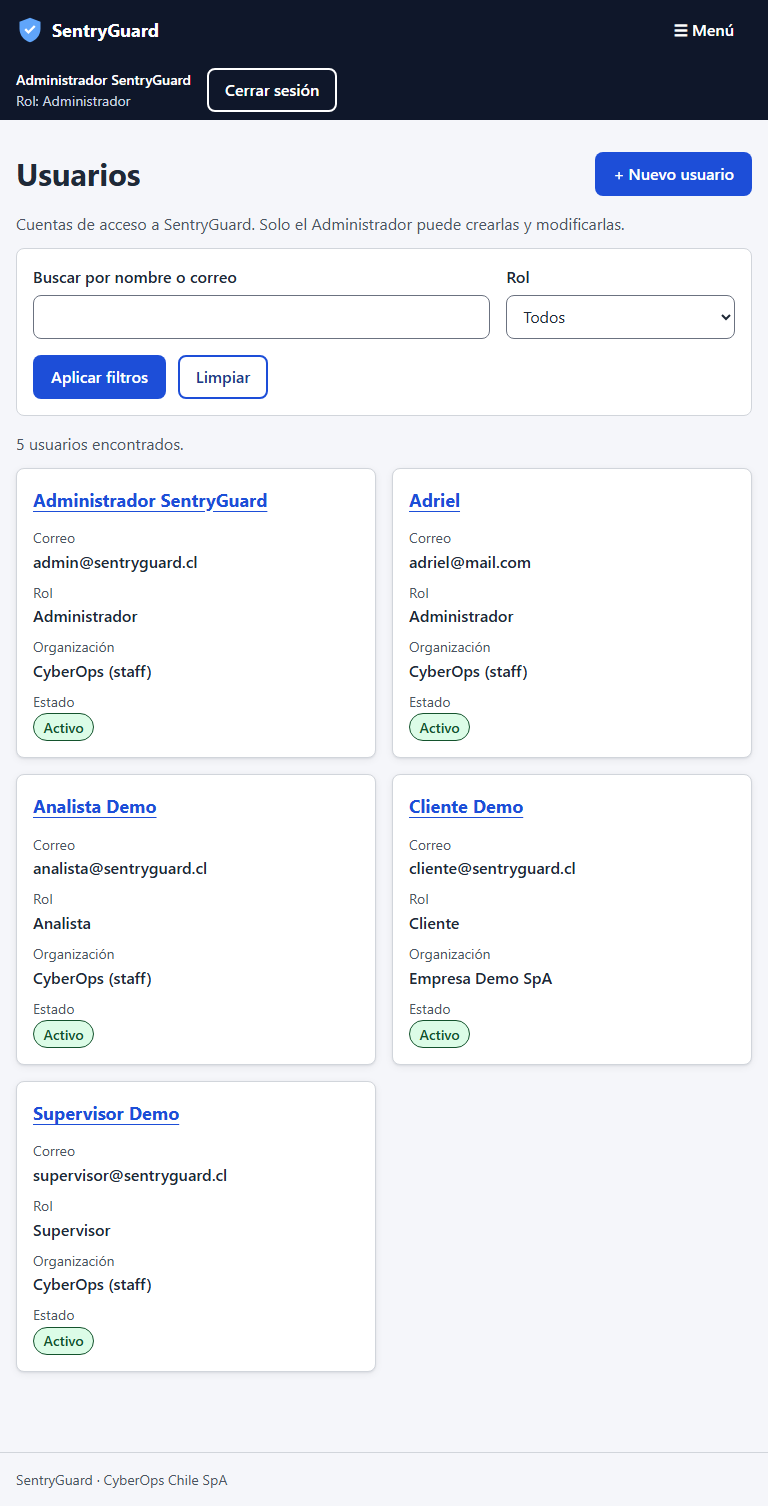 SentryGuard
☰ Menú
Administrador SentryGuard
Rol: Administrador
Cerrar sesión
Usuarios
+ Nuevo usuario
Cuentas de acceso a SentryGuard. Solo el Administrador puede crearlas y modificarlas.
Buscar por nombre o correo
Rol
Todos
Aplicar filtros
Limpiar
5 usuarios encontrados.
Administrador SentryGuard
Correo
admin@sentryguard.cl
Rol
Administrador
Organización
CyberOps (staff)
Estado
Activo
Adriel
Correo
adriel@mail.com
Rol
Administrador
Organización
CyberOps (staff)
Estado
Activo
Analista Demo
Correo
analista@sentryguard.cl
Rol
Analista
Organización
CyberOps (staff)
Estado
Activo
Cliente Demo
Correo
cliente@sentryguard.cl
Rol
Cliente
Organización
Empresa Demo SpA
Estado
Activo
Supervisor Demo
Correo
supervisor@sentryguard.cl
Rol
Supervisor
Organización
CyberOps (staff)
Estado
Activo
SentryGuard · CyberOps Chile SpA